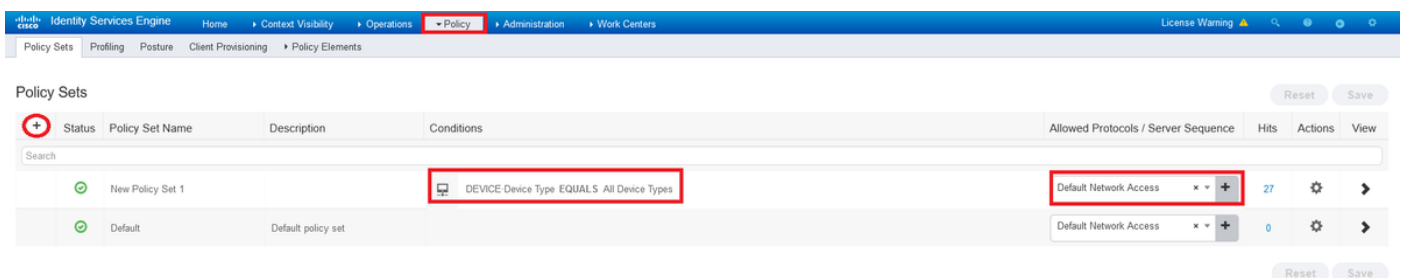 cisco Identity Services Engine Home Context Visibility Operations Policy Administration Work Centers License Warning
Policy Sets Profiling Posture Client Provisioning Policy Elements
Policy Sets
Reset Save
+ Status Policy Set Name Description Conditions Allowed Protocols / Server Sequence Hits Actions View
Search
New Policy Set 1 DEVICE·Device Type EQUALS All Device Types Default Network Access × + 27
Default Default policy set Default Network Access × + 0
Reset Save